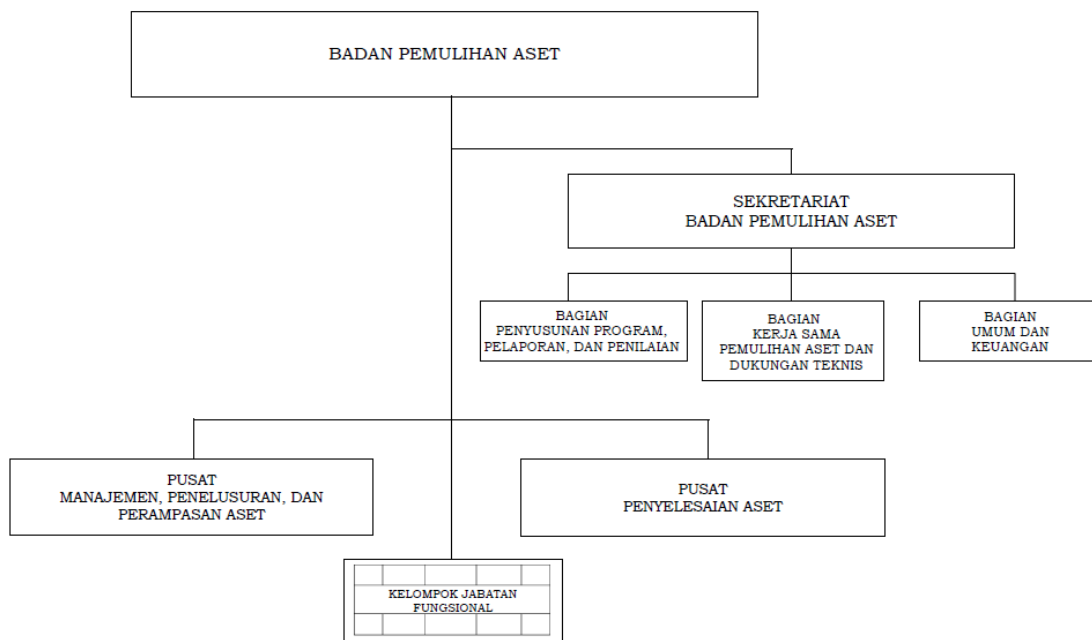 BADAN PEMULIHAN ASET
SEKRETARIAT
BADAN PEMULIHAN ASET
BAGIAN
PENYUSUNAN PROGRAM,
PELAPORAN, DAN PENILAIAN
BAGIAN
KERJA SAMA
PEMULIHAN ASET DAN
DUKUNGAN TEKNIS
BAGIAN
UMUM DAN
KEUANGAN
PUSAT
MANAJEMEN, PENELUSURAN, DAN
PERAMPASAN ASET
PUSAT
PENYELESAIAN ASET
KELOMPOK JABATAN
FUNGSIONAL